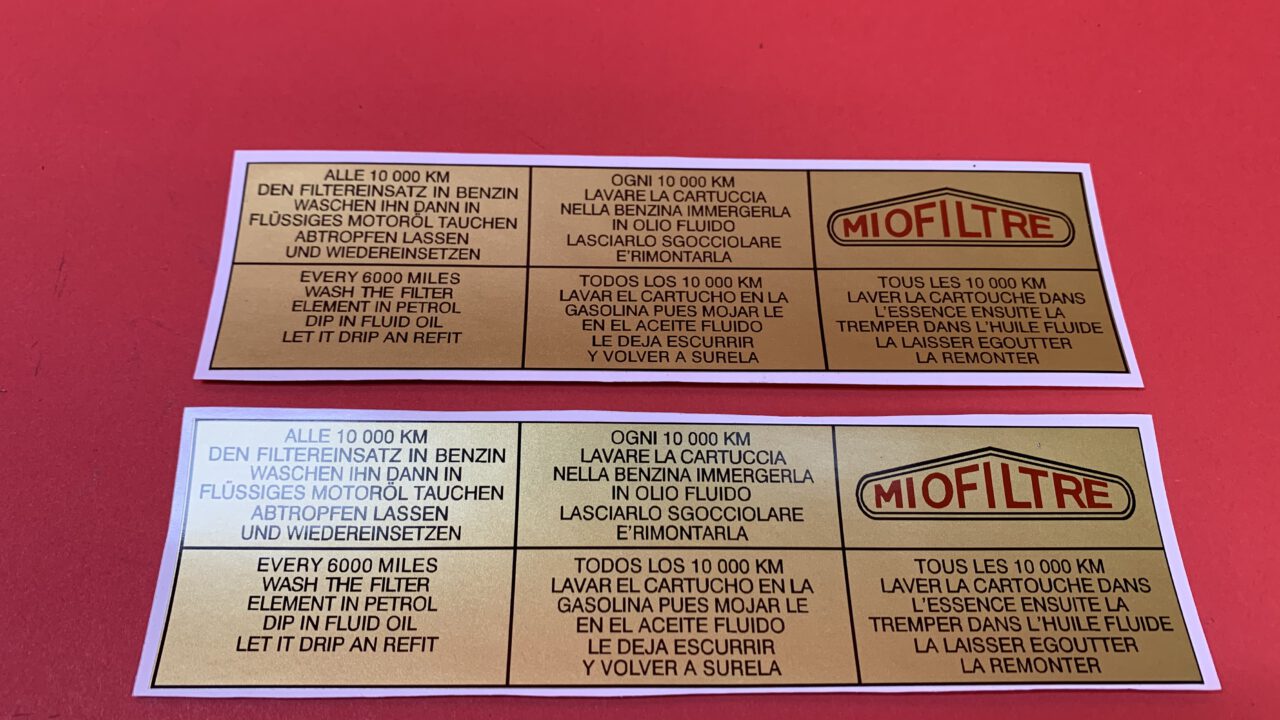 ALLE 10 000 KM
DEN FILTEREINSATZ IN BENZIN
WASCHEN IHN DANN IN
FLÜSSIGES MOTORÖL TAUCHEN
ABTROPFEN LASSEN
UND WIEDEREINSETZEN
OGNI 10 000 KM
LAVARE LA CARTUCCIA
NELLA BENZINA IMMERGERLA
IN OLIO FLUIDO
LASCIARLO SGOCCIOLARE
E'RIMONTARLA
MIOFILTRE
EVERY 6000 MILES
WASH THE FILTER
ELEMENT IN PETROL
DIP IN FLUID OIL
LET IT DRIP AN REFIT
TODOS LOS 10 000 KM
LAVAR EL CARTUCHO EN LA
GASOLINA PUES MOJAR LE
EN EL ACEITE FLUIDO
LE DEJA ESCURRIR
Y VOLVER A SURELA
TOUS LES 10 000 KM
LAVER LA CARTOUCHE DANS
L'ESSENCE ENSUITE LA
TREMPER DANS L'HUILE FLUIDE
LA LAISSER EGOUTTER
LA REMONTER
ALLE 10 000 KM
DEN FILTEREINSATZ IN BENZIN
WASCHEN IHN DANN IN
FLÜSSIGES MOTORÖL TAUCHEN
ABTROPFEN LASSEN
UND WIEDEREINSETZEN
OGNI 10 000 KM
LAVARE LA CARTUCCIA
NELLA BENZINA IMMERGERLA
IN OLIO FLUIDO
LASCIARLO SGOCCIOLARE
E'RIMONTARLA
MIOFILTRE
EVERY 6000 MILES
WASH THE FILTER
ELEMENT IN PETROL
DIP IN FLUID OIL
LET IT DRIP AN REFIT
TODOS LOS 10 000 KM
LAVAR EL CARTUCHO EN LA
GASOLINA PUES MOJAR LE
EN EL ACEITE FLUIDO
LE DEJA ESCURRIR
Y VOLVER A SURELA
TOUS LES 10 000 KM
LAVER LA CARTOUCHE DANS
L'ESSENCE ENSUITE LA
TREMPER DANS L'HUILE FLUIDE
LA LAISSER EGOUTTER
LA REMONTER